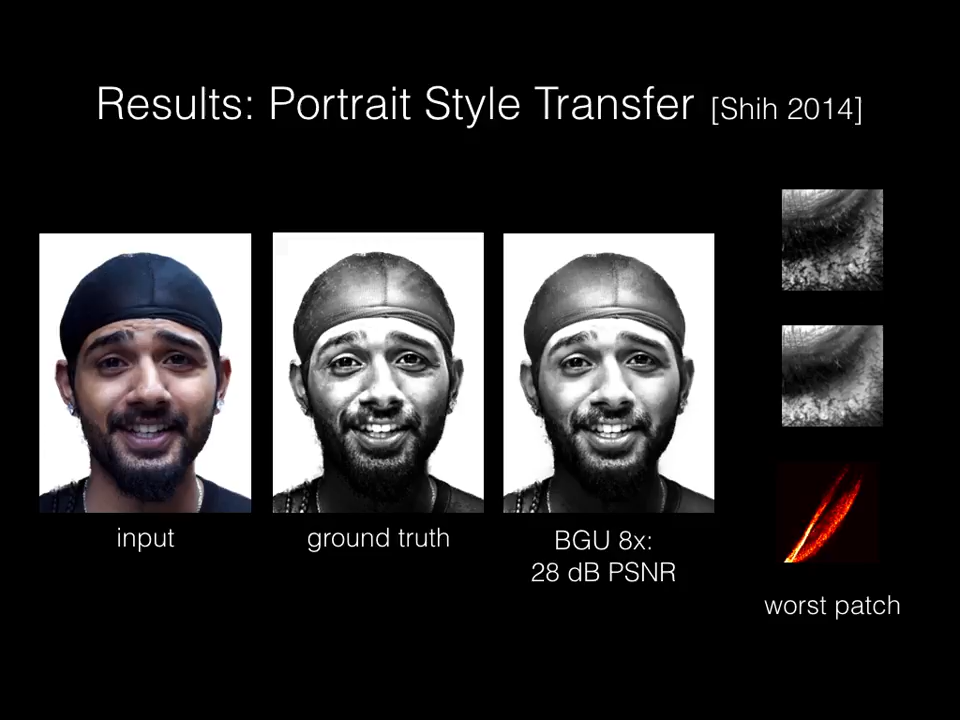 Results: Portrait Style Transfer [Shih 2014]
input
ground truth
BGU 8x:
28 dB PSNR
worst patch